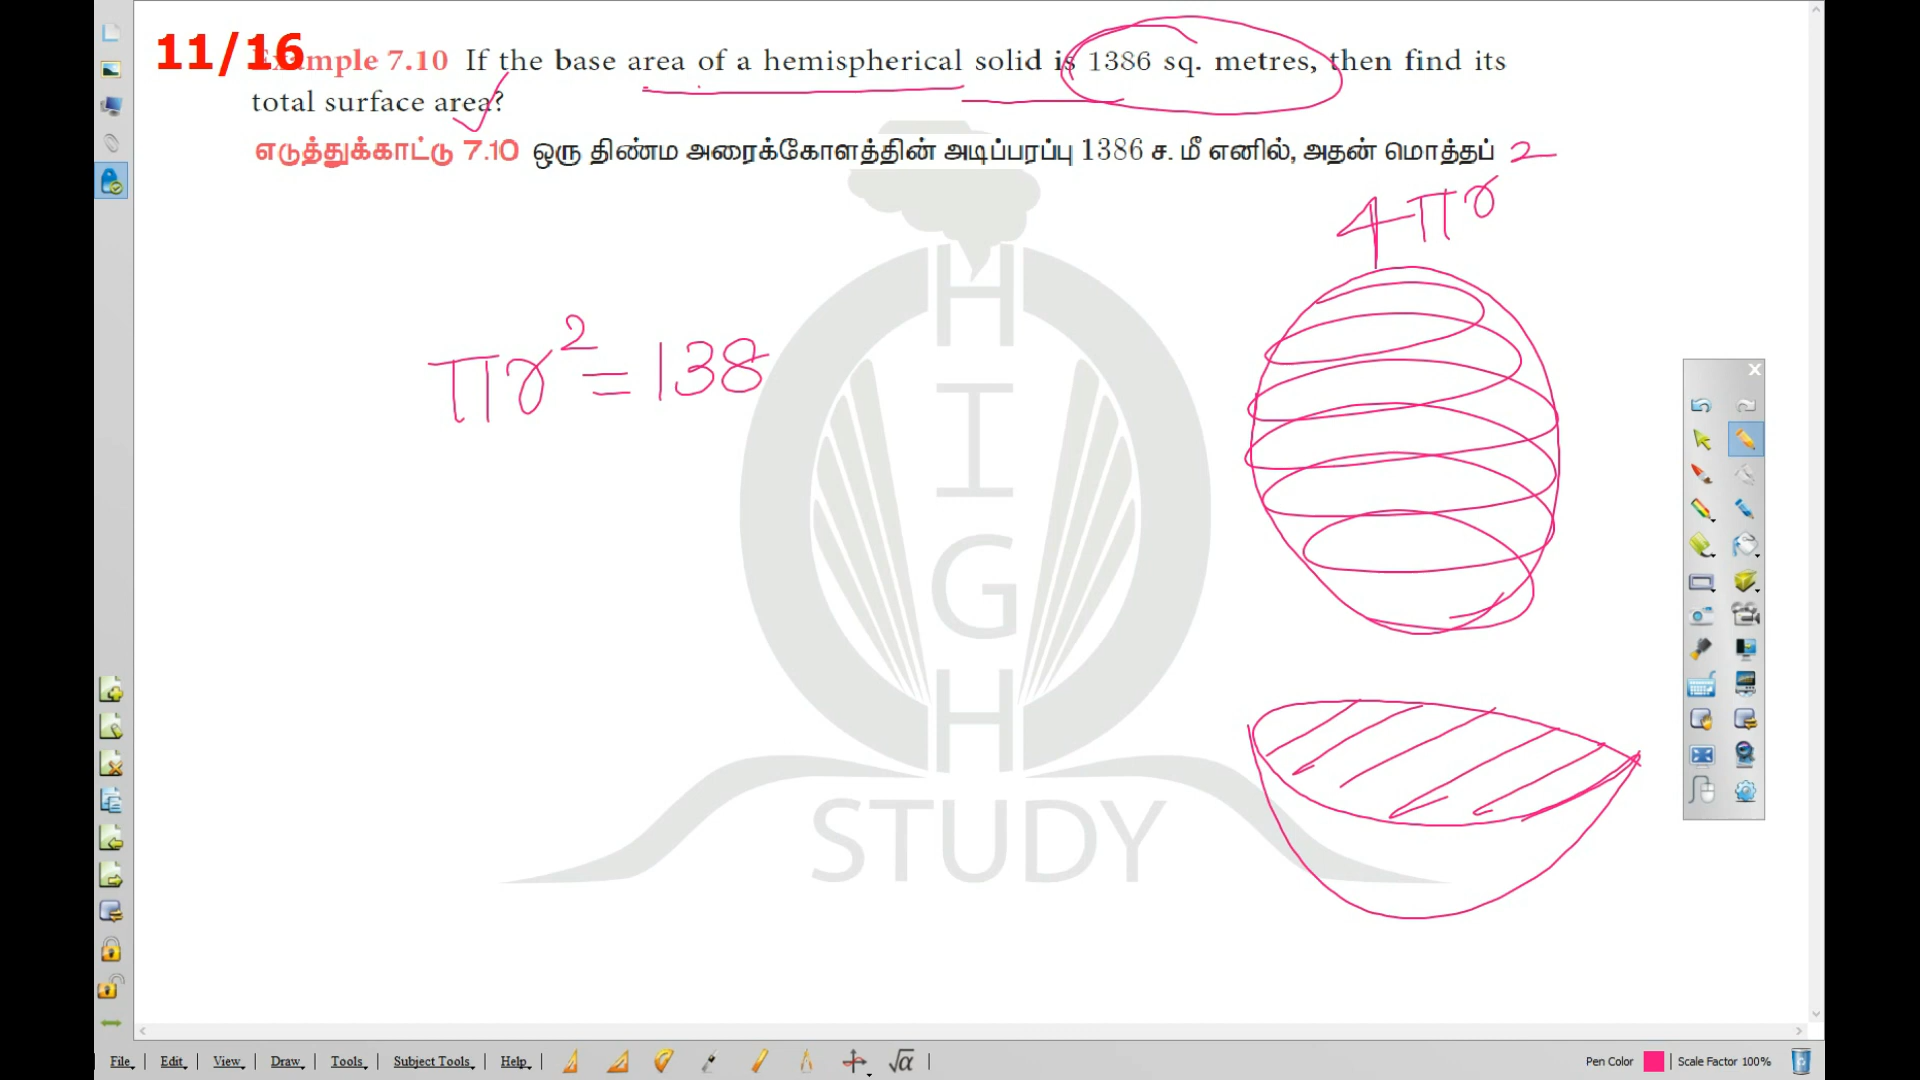 11/16
Example 7.10 If the base area of a hemispherical solid is 1386 sq. metres, then find its
total surface area?
எடுத்துக்காட்டு 7.10 ஒரு திண்ம அரைக்கோளத்தின் அடிப்பரப்பு 1386 ச. மீ எனில், அதன் மொத்தப்
4πr²
πr² = 138
HIGH
STUDY
File Edit View Draw Tools Subject Tools Help √α Pen Color Scale Factor 100%